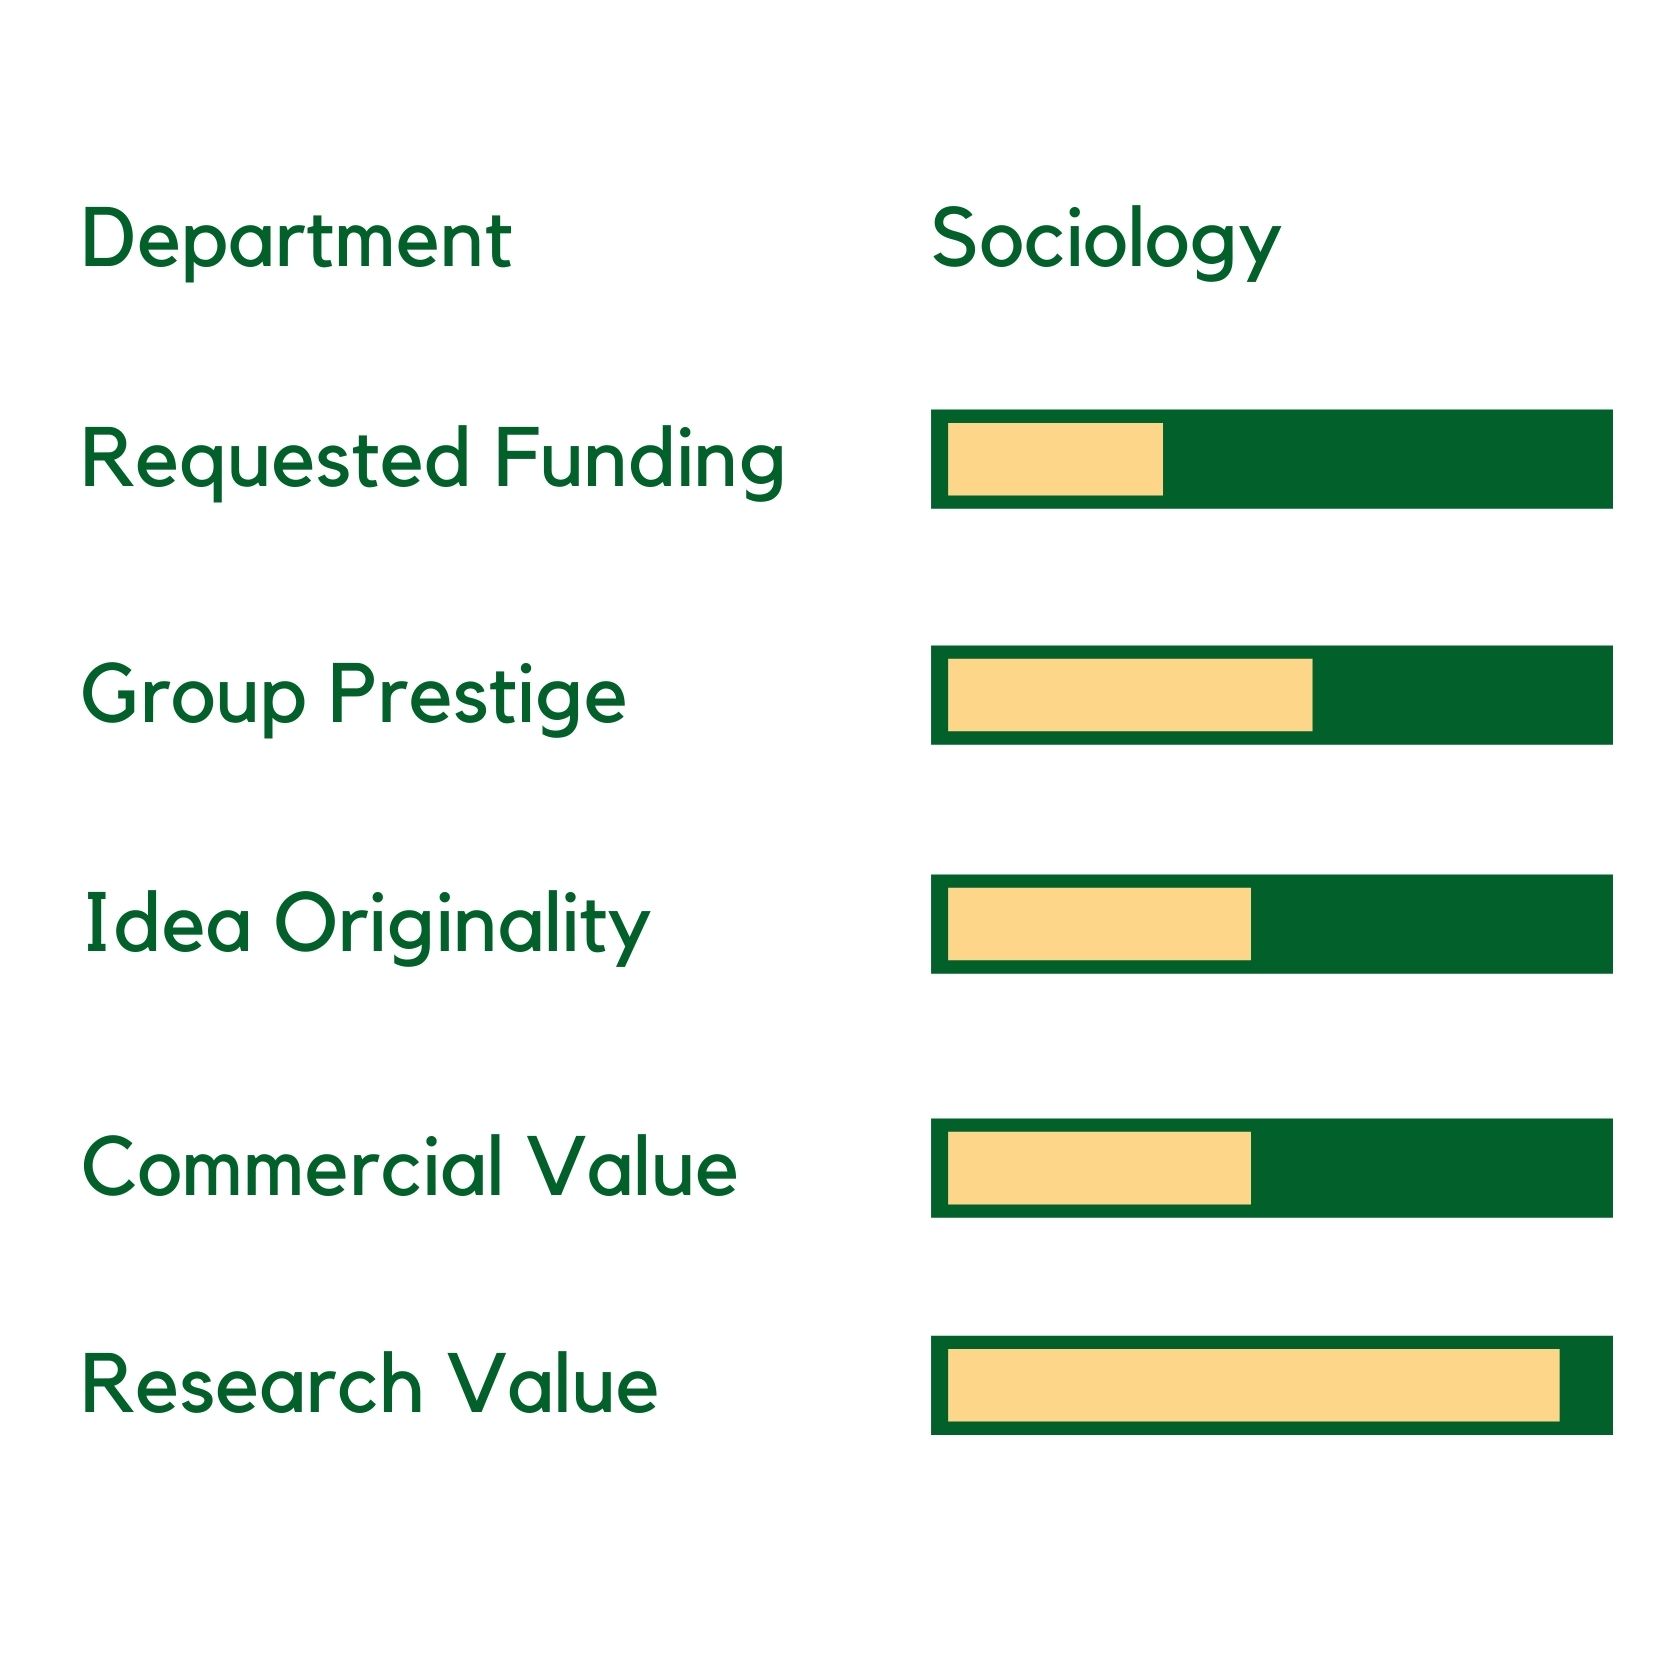 Department Sociology
Requested Funding
Group Prestige
Idea Originality
Commercial Value
Research Value